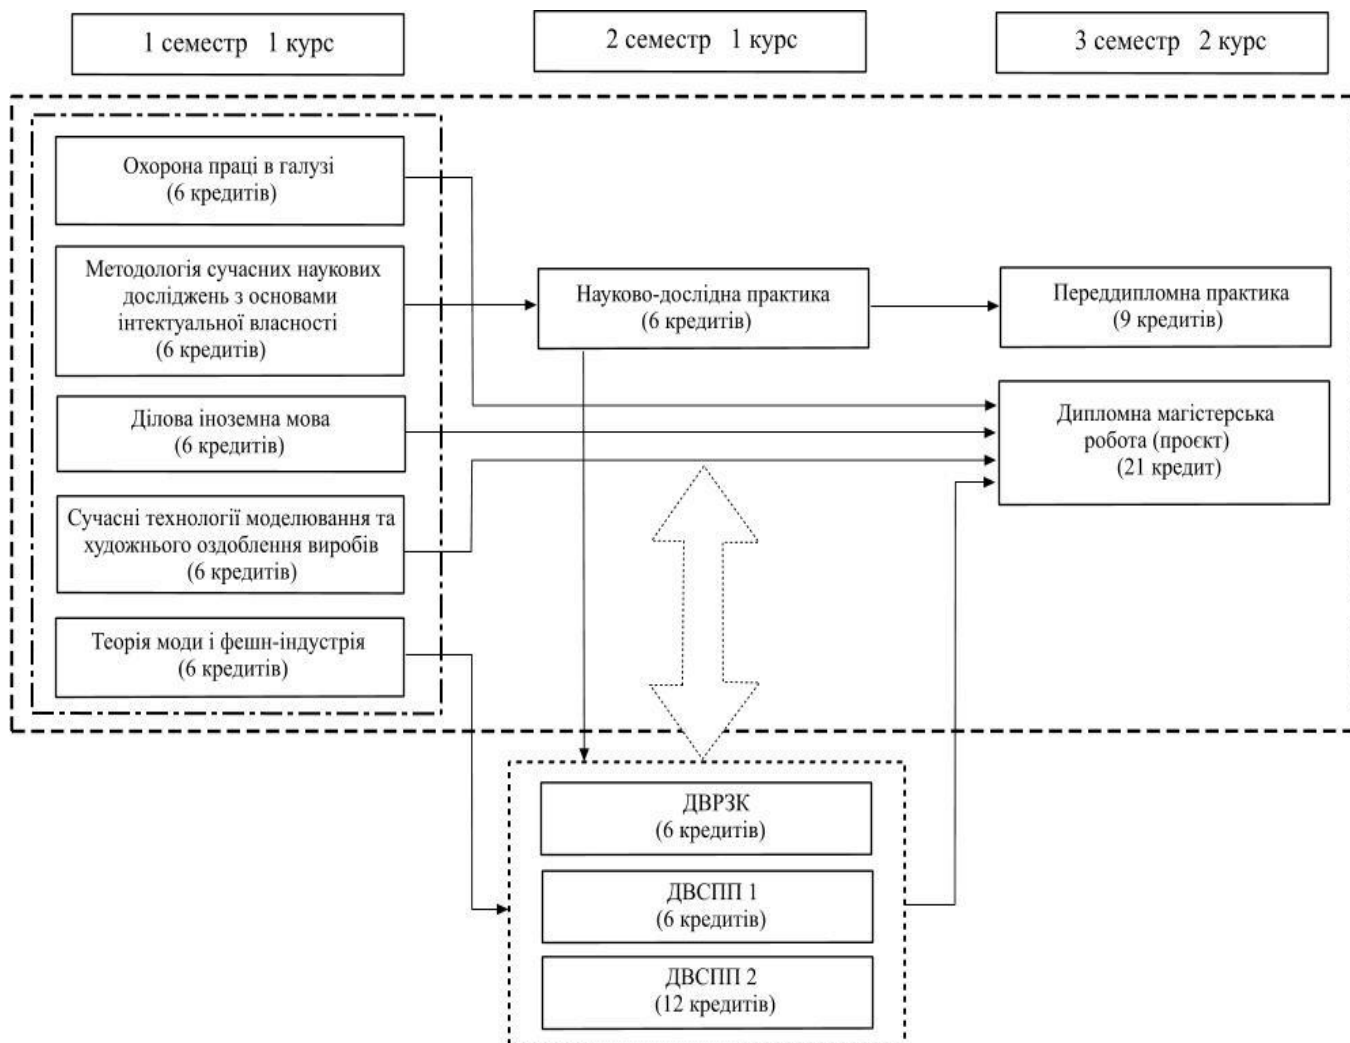 1 семестр 1 курс
2 семестр 1 курс
3 семестр 2 курс
Охорона праці в галузі
(6 кредитів)
Методологія сучасних наукових
досліджень з основами
інтектуальної власності
(6 кредитів)
Науково-дослідна практика
(6 кредитів)
Переддипломна практика
(9 кредитів)
Ділова іноземна мова
(6 кредитів)
Дипломна магістерська
робота (проєкт)
(21 кредит)
Сучасні технології моделювання та
художнього оздоблення виробів
(6 кредитів)
Теорія моди і фешн-індустрія
(6 кредитів)
ДВРЗК
(6 кредитів)
ДВСПП 1
(6 кредитів)
ДВСПП 2
(12 кредитів)